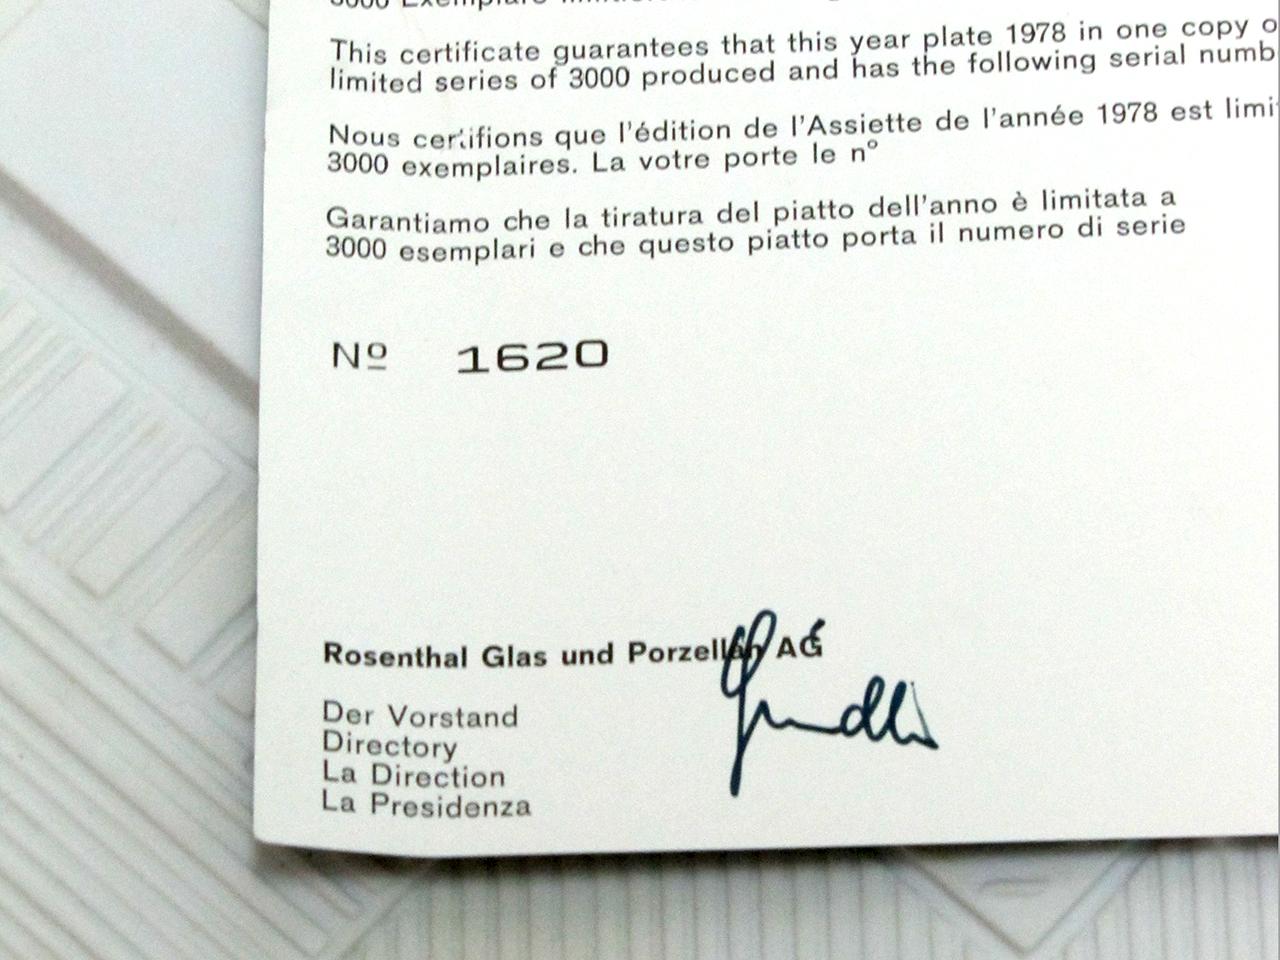 This certificate guarantees that this year plate 1978 in one copy o
limited series of 3000 produced and has the following serial numb
Nous certifions que l'édition de l'Assiette de l'année 1978 est limi
3000 exemplaires. La votre porte le nº
Garantiamo che la tiratura del piatto dell'anno è limitata a
3000 esemplari e che questo piatto porta il numero di serie
Nº 1620
Rosenthal Glas und Porzellan AG
Der Vorstand
Directory
La Direction
La Presidenza